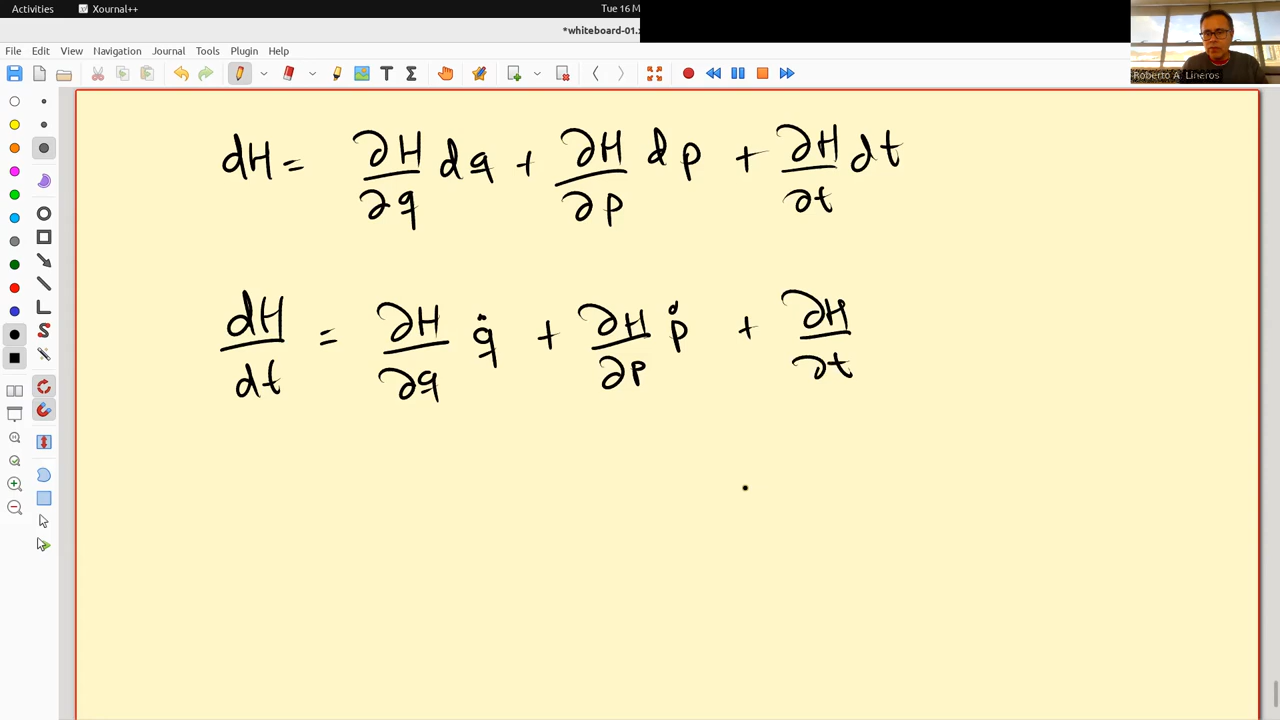 Activities Xournal++ Tue 16 M
*whiteboard-01.
File Edit View Navigation Journal Tools Plugin Help
Roberto A. Lineros
dH = ∂H/∂q dq + ∂H/∂p dp + ∂H/∂t dt
dH/dt = ∂H/∂q q̇ + ∂H/∂p ṗ + ∂H/∂t